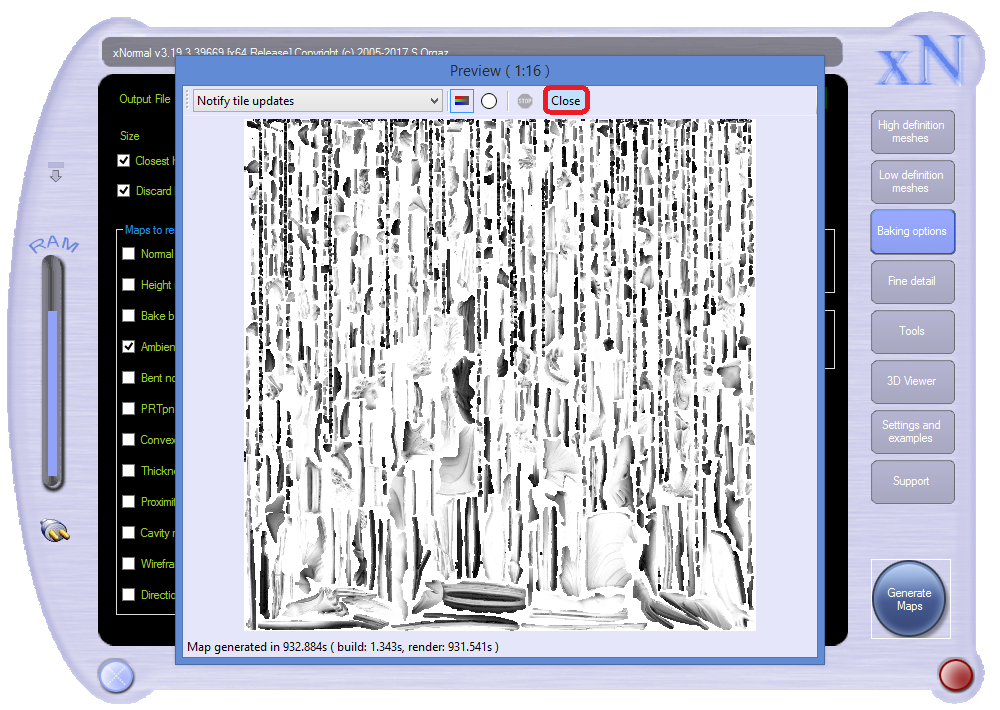 xNormal v3.19.3.39669 [x64 Release] Copyright (c) 2005-2017 S.Orgaz
xN
Preview ( 1:16 )
Output File
Notify tile updates
STOP
Close
Size
Closest h
Discard
Maps to re
Normal
Height
Bake b
Ambien
Bent no
PRTpn
Convex
Thickne
Proximit
Cavity m
Wirefra
Directio
RAM
High definition
meshes
Low definition
meshes
Baking options
Fine detail
Tools
3D Viewer
Settings and
examples
Support
Generate
Maps
Map generated in 932.884s ( build: 1.343s, render: 931.541s )